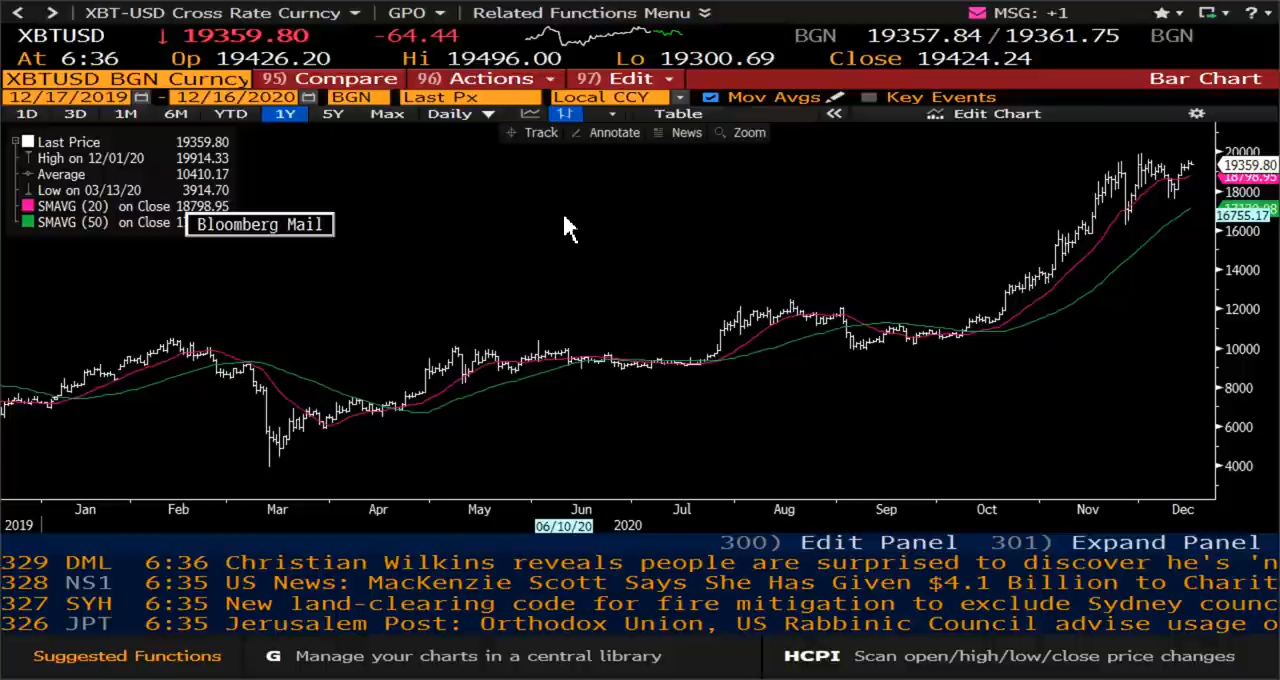 XBT-USD Cross Rate Curncy GPO Related Functions Menu MSG: +1 ?
XBTUSD ↓ 19359.80 -64.44 BGN 19357.84/19361.75 BGN
At 6:36 Op 19426.20 Hi 19496.00 Lo 19300.69 Close 19424.24
XBTUSD BGN Curncy 95) Compare 96) Actions 97) Edit Bar Chart
12/17/2019 - 12/16/2020 BGN Last Px Local CCY Mov Avgs Key Events
1D 3D 1M 6M YTD 1Y 5Y Max Daily Table Edit Chart
Track Annotate News Zoom
Last Price 19359.80
High on 12/01/20 19914.33
Average 10410.17
Low on 03/13/20 3914.70
SMAVG (20) on Close 18798.95
SMAVG (50) on Close
Bloomberg Mail
20000
19359.80
18798.95
18000
16755.17
16000
14000
12000
10000
8000
6000
4000
Jan Feb Mar Apr May Jun Jul Aug Sep Oct Nov Dec
2019 06/10/20 2020
300) Edit Panel 301) Expand Panel
329 DML 6:36 Christian Wilkins reveals people are surprised to discover he's 'n
328 NS1 6:35 US News: MacKenzie Scott Says She Has Given $4.1 Billion to Charit
327 SYH 6:35 New land-clearing code for fire mitigation to exclude Sydney counc
326 JPT 6:35 Jerusalem Post: Orthodox Union, US Rabbinic Council advise usage o
Suggested Functions G Manage your charts in a central library HCPI Scan open/high/low/close price changes